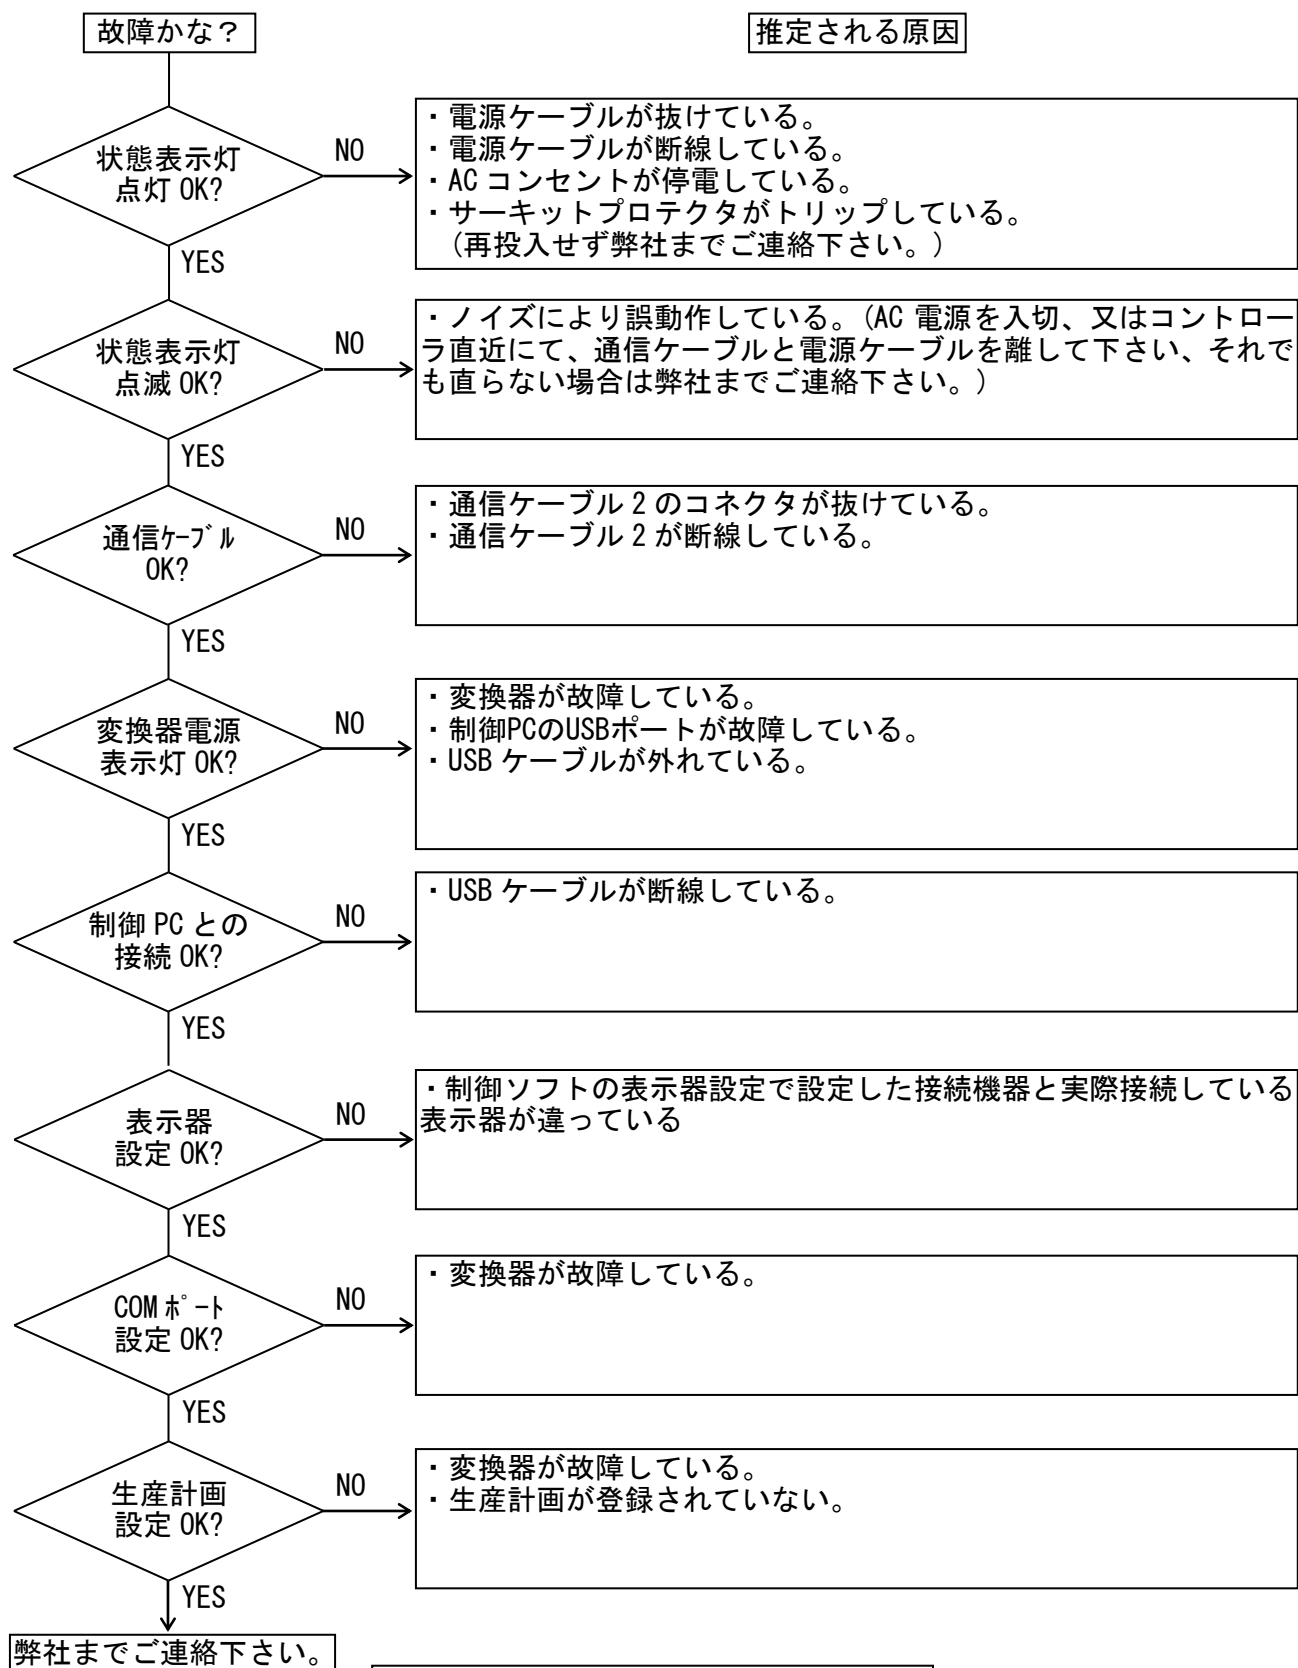 故障かな？
推定される原因
状態表示灯
点灯 OK?
NO
・電源ケーブルが抜けている。
・電源ケーブルが断線している。
・AC コンセントが停電している。
・サーキットプロテクタがトリップしている。
（再投入せず弊社までご連絡下さい。）
YES
状態表示灯
点滅 OK?
NO
・ノイズにより誤動作している。（AC 電源を入切、又はコントロー
ラ直近にて、通信ケーブルと電源ケーブルを離して下さい、それで
も直らない場合は弊社までご連絡下さい。）
YES
通信ｹｰﾌﾞﾙ
OK?
NO
・通信ケーブル 2 のコネクタが抜けている。
・通信ケーブル 2 が断線している。
YES
変換器電源
表示灯 OK?
NO
・変換器が故障している。
・制御PCのUSBポートが故障している。
・USB ケーブルが外れている。
YES
制御 PC との
接続 OK?
NO
・USB ケーブルが断線している。
YES
表示器
設定 OK?
NO
・制御ソフトの表示器設定で設定した接続機器と実際接続している
表示器が違っている
YES
COM ﾎﾟｰﾄ
設定 OK?
NO
・変換器が故障している。
YES
生産計画
設定 OK?
NO
・変換器が故障している。
・生産計画が登録されていない。
YES
弊社までご連絡下さい。